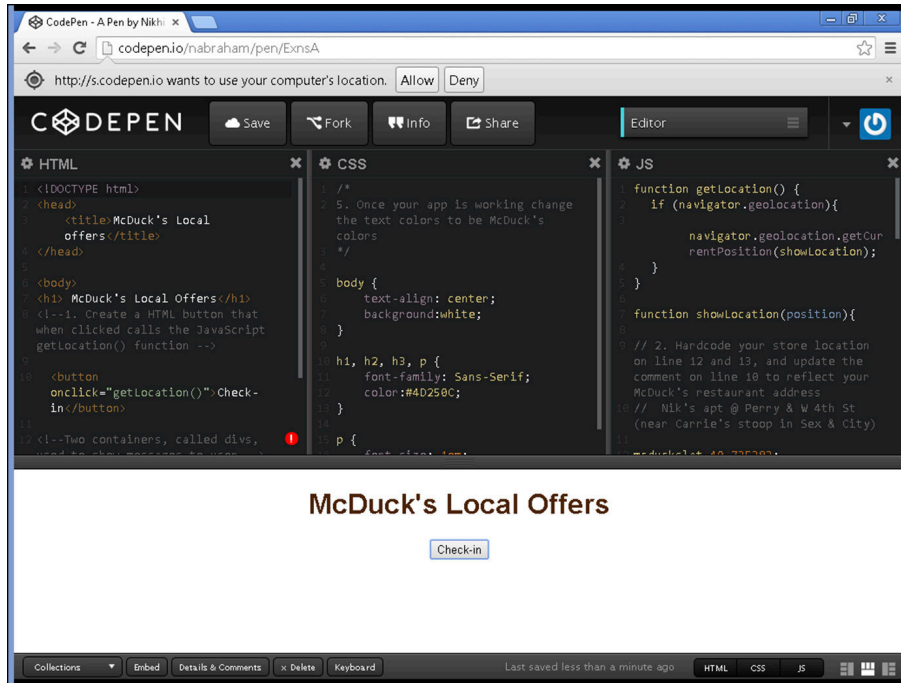 CodePen - A Pen by Nikhi
codepen.io/nabraham/pen/ExnsA
http://s.codepen.io wants to use your computer's location. Allow Deny
CODEPEN Save Fork Info Share Editor
HTML
1 <!DOCTYPE html>
2 <head>
3 <title>McDuck's Local
offers</title>
4 </head>
5
6 <body>
7 <h1> McDuck's Local Offers</h1>
8 <!--1. Create a HTML button that
when clicked calls the JavaScript
getLocation() function -->
9
10 <button
onclick="getLocation()">Check-
in</button>
11
12 <!--Two containers, called divs,
used to show messages to user -->
CSS
1 /*
2 5. Once your app is working change
the text colors to be McDuck's
colors
3 */
4
5 body {
6 text-align: center;
7 background:white;
8 }
9
10 h1, h2, h3, p {
11 font-family: Sans-Serif;
12 color:#4D250C;
13 }
14
15 p {
font-size: 1em;
JS
1 function getLocation() {
2 if (navigator.geolocation){
3
navigator.geolocation.getCur
rentPosition(showLocation);
4 }
5 }
6
7 function showLocation(position){
8
9 // 2. Hardcode your store location
on line 12 and 13, and update the
comment on line 10 to reflect your
McDuck's restaurant address
10 // Nik's apt @ Perry & W 4th St
(near Carrie's stoop in Sex & City)
11
McDuck's Local Offers
Check-in
Collections Embed Details & Comments x Delete Keyboard Last saved less than a minute ago HTML CSS JS